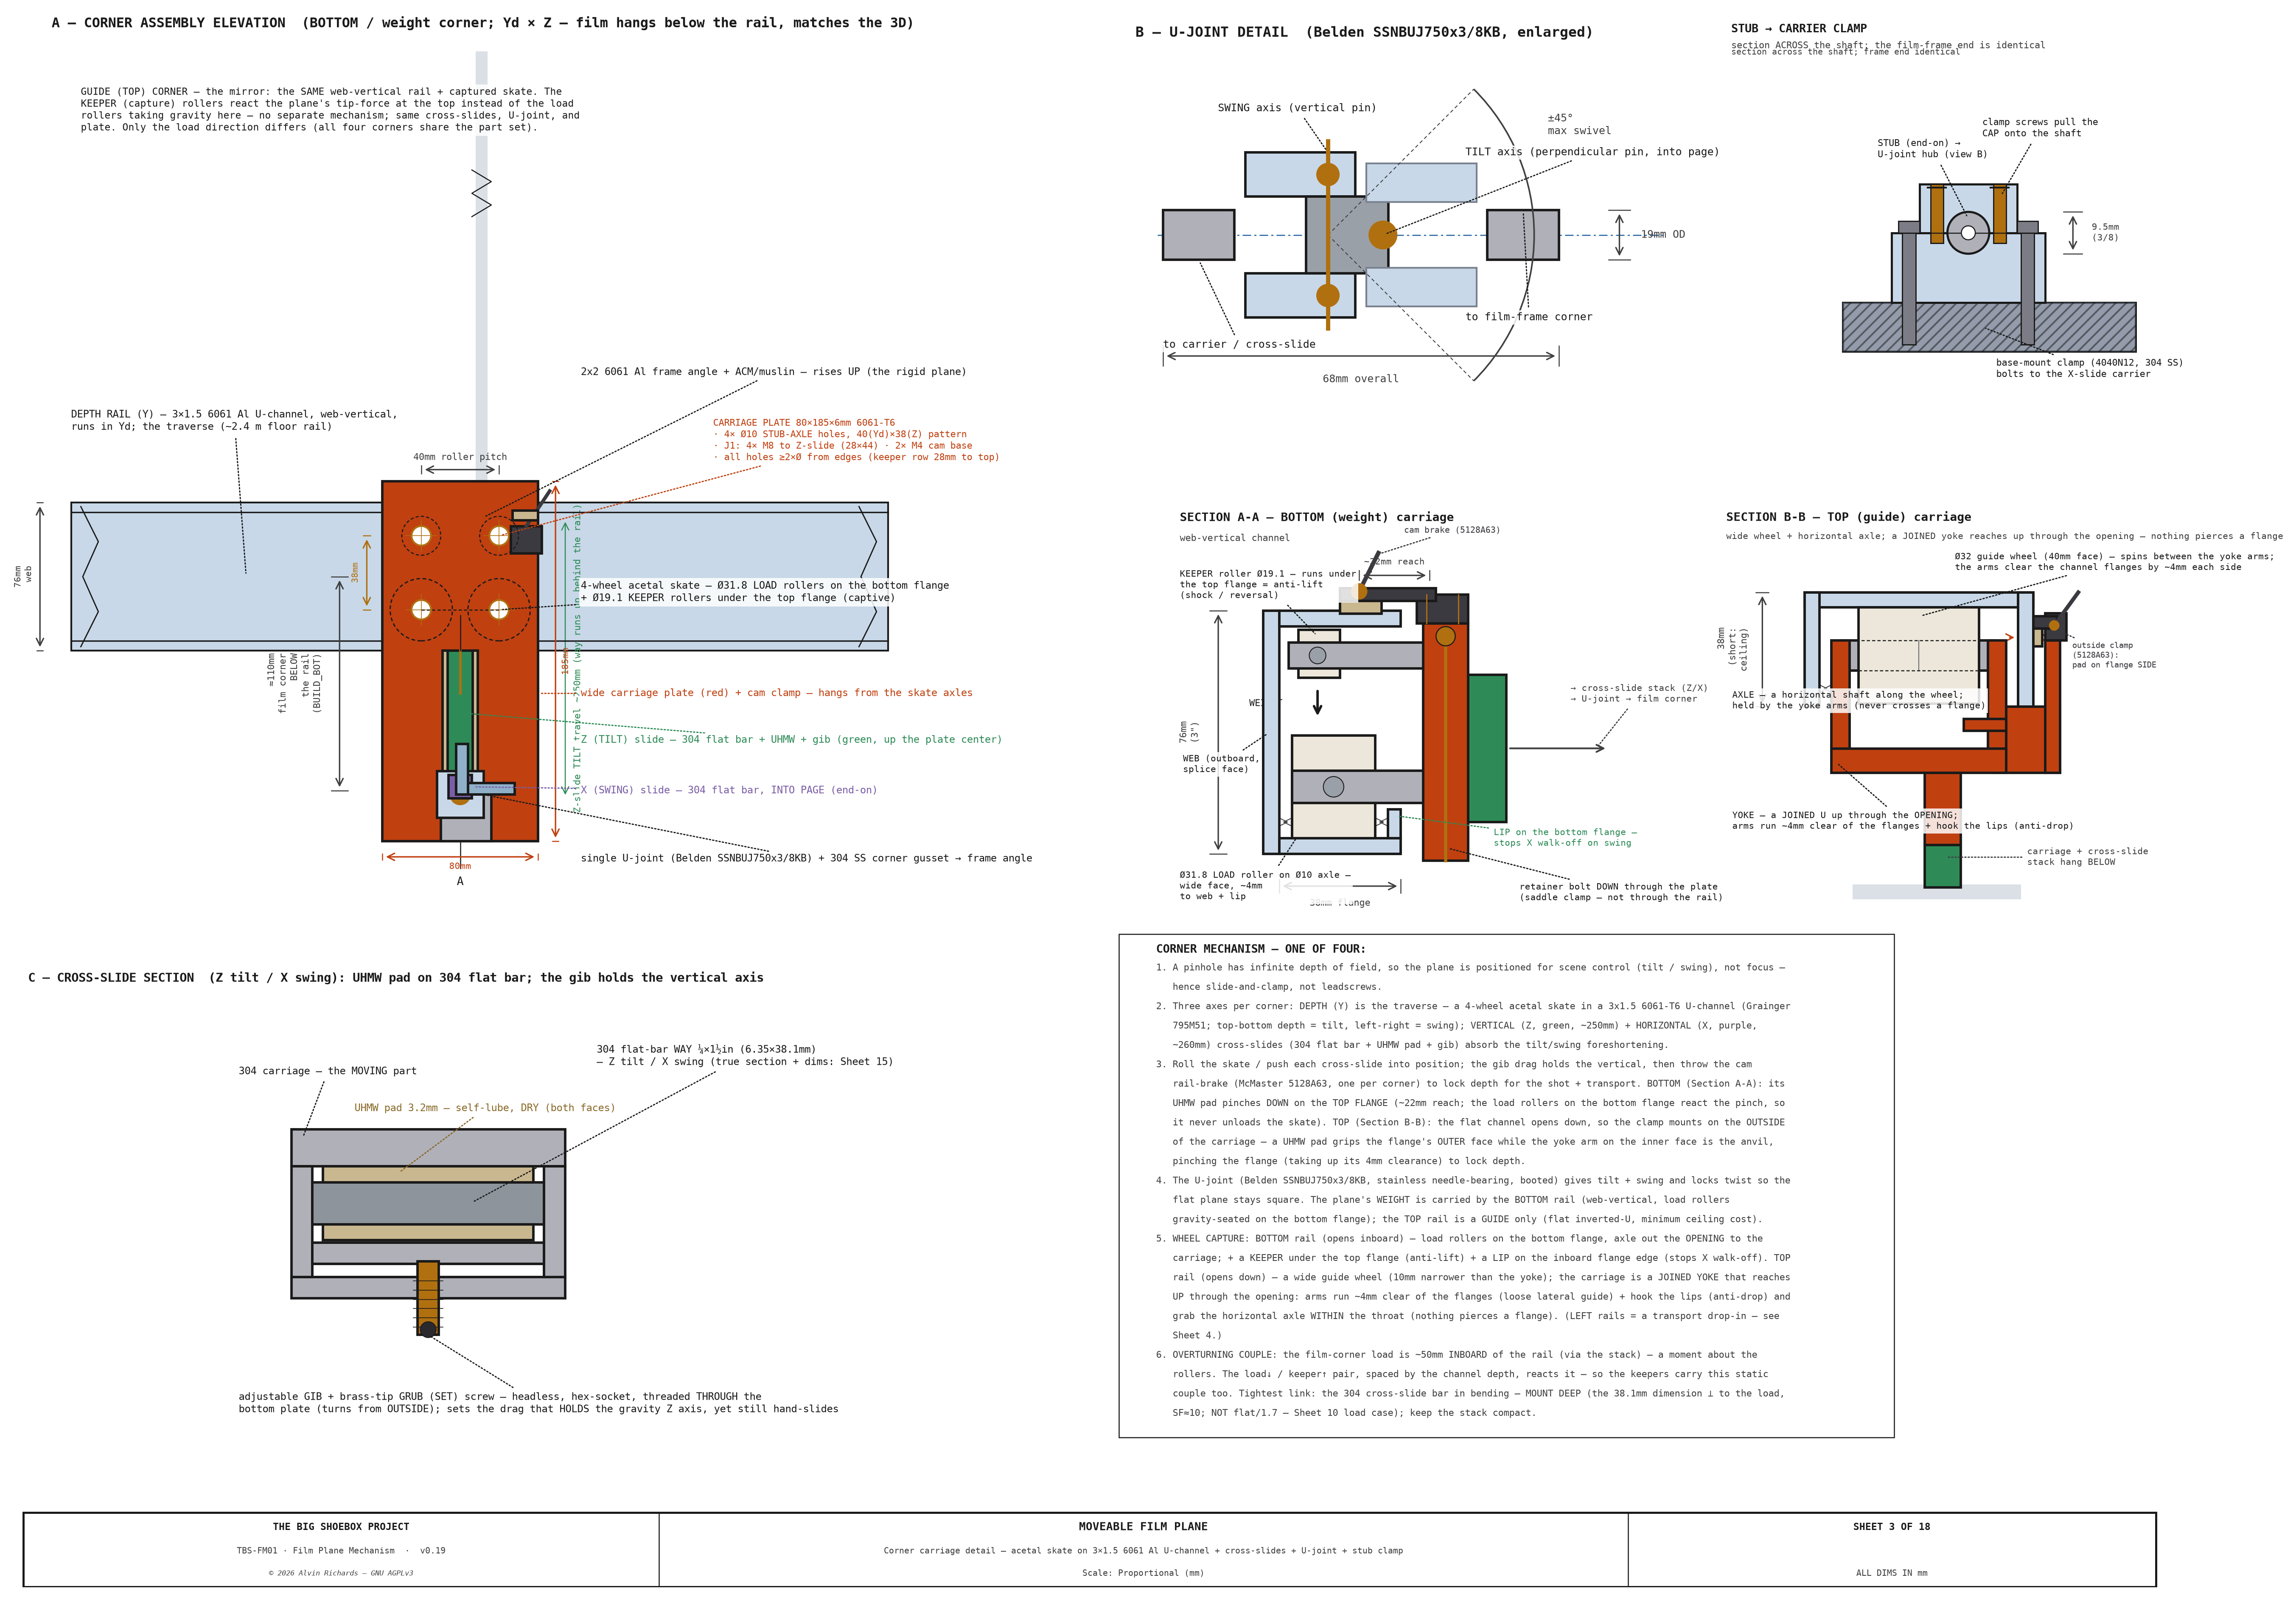 A — CORNER ASSEMBLY ELEVATION (BOTTOM / weight corner; Yd × Z — film hangs below the rail, matches the 3D)
GUIDE (TOP) CORNER — the mirror: the SAME web-vertical rail + captured skate. The
KEEPER (capture) rollers react the plane's tip-force at the top instead of the load
rollers taking gravity here — no separate mechanism; same cross-slides, U-joint, and
plate. Only the load direction differs (all four corners share the part set).
2x2 6061 Al frame angle + ACM/muslin — rises UP (the rigid plane)
DEPTH RAIL (Y) — 3×1.5 6061 Al U-channel, web-vertical,
runs in Yd; the traverse (~2.4 m floor rail)
CARRIAGE PLATE 80×185×6mm 6061-T6
· 4× Ø10 STUB-AXLE holes, 40(Yd)×38(Z) pattern
· J1: 4× M8 to Z-slide (28×44) · 2× M4 cam base
· all holes ≥2×Ø from edges (keeper row 28mm to top)
40mm roller pitch
76mm
web
38mm
4-wheel acetal skate — Ø31.8 LOAD rollers on the bottom flange
+ Ø19.1 KEEPER rollers under the top flange (captive)
≈110mm
film corner
BELOW
the rail
(BUILD_BOT)
185mm
Z-slide TILT travel ~250mm (way runs up behind the rail)
wide carriage plate (red) + cam clamp — hangs from the skate axles
Z (TILT) slide — 304 flat bar + UHMW + gib (green, up the plate center)
X (SWING) slide — 304 flat bar, INTO PAGE (end-on)
single U-joint (Belden SSNBUJ750x3/8KB) + 304 SS corner gusset → frame angle
80mm
A
B — U-JOINT DETAIL (Belden SSNBUJ750x3/8KB, enlarged)
SWING axis (vertical pin)
±45°
max swivel
TILT axis (perpendicular pin, into page)
19mm OD
to film-frame corner
to carrier / cross-slide
68mm overall
STUB → CARRIER CLAMP
section ACROSS the shaft; the film-frame end is identical
section across the shaft; frame end identical
clamp screws pull the
CAP onto the shaft
STUB (end-on) →
U-joint hub (view B)
9.5mm
(3/8)
base-mount clamp (4040N12, 304 SS)
bolts to the X-slide carrier
SECTION A-A — BOTTOM (weight) carriage
web-vertical channel
cam brake (5128A63)
KEEPER roller Ø19.1 — runs under
the top flange = anti-lift
(shock / reversal)
~22mm reach
76mm
(3")
WEB (outboard,
splice face)
→ cross-slide stack (Z/X)
→ U-joint → film corner
LIP on the bottom flange —
stops X walk-off on swing
Ø31.8 LOAD roller on Ø10 axle —
wide face, ~4mm
to web + lip
38mm flange
retainer bolt DOWN through the plate
(saddle clamp — not through the rail)
SECTION B-B — TOP (guide) carriage
wide wheel + horizontal axle; a JOINED yoke reaches up through the opening — nothing pierces a flange
Ø32 guide wheel (40mm face) — spins between the yoke arms;
the arms clear the channel flanges by ~4mm each side
38mm
(short:
ceiling)
outside clamp
(5128A63):
pad on flange SIDE
AXLE — a horizontal shaft along the wheel;
held by the yoke arms (never crosses a flange)
YOKE — a JOINED U up through the OPENING;
arms run ~4mm clear of the flanges + hook the lips (anti-drop)
carriage + cross-slide
stack hang BELOW
C — CROSS-SLIDE SECTION (Z tilt / X swing): UHMW pad on 304 flat bar; the gib holds the vertical axis
304 flat-bar WAY ¼×1½in (6.35×38.1mm)
— Z tilt / X swing (true section + dims: Sheet 15)
304 carriage — the MOVING part
UHMW pad 3.2mm — self-lube, DRY (both faces)
adjustable GIB + brass-tip GRUB (SET) screw — headless, hex-socket, threaded THROUGH the
bottom plate (turns from OUTSIDE); sets the drag that HOLDS the gravity Z axis, yet still hand-slides
CORNER MECHANISM — ONE OF FOUR:
1. A pinhole has infinite depth of field, so the plane is positioned for scene control (tilt / swing), not focus —
hence slide-and-clamp, not leadscrews.
2. Three axes per corner: DEPTH (Y) is the traverse — a 4-wheel acetal skate in a 3x1.5 6061-T6 U-channel (Grainger
795M51; top-bottom depth = tilt, left-right = swing); VERTICAL (Z, green, ~250mm) + HORIZONTAL (X, purple,
~260mm) cross-slides (304 flat bar + UHMW pad + gib) absorb the tilt/swing foreshortening.
3. Roll the skate / push each cross-slide into position; the gib drag holds the vertical, then throw the cam
rail-brake (McMaster 5128A63, one per corner) to lock depth for the shot + transport. BOTTOM (Section A-A): its
UHMW pad pinches DOWN on the TOP FLANGE (~22mm reach; the load rollers on the bottom flange react the pinch, so
it never unloads the skate). TOP (Section B-B): the flat channel opens down, so the clamp mounts on the OUTSIDE
of the carriage — a UHMW pad grips the flange's OUTER face while the yoke arm on the inner face is the anvil,
pinching the flange (taking up its 4mm clearance) to lock depth.
4. The U-joint (Belden SSNBUJ750x3/8KB, stainless needle-bearing, booted) gives tilt + swing and locks twist so the
flat plane stays square. The plane's WEIGHT is carried by the BOTTOM rail (web-vertical, load rollers
gravity-seated on the bottom flange); the TOP rail is a GUIDE only (flat inverted-U, minimum ceiling cost).
5. WHEEL CAPTURE: BOTTOM rail (opens inboard) — load rollers on the bottom flange, axle out the OPENING to the
carriage; + a KEEPER under the top flange (anti-lift) + a LIP on the inboard flange edge (stops X walk-off). TOP
rail (opens down) — a wide guide wheel (10mm narrower than the yoke); the carriage is a JOINED YOKE that reaches
UP through the opening: arms run ~4mm clear of the flanges (loose lateral guide) + hook the lips (anti-drop) and
grab the horizontal axle WITHIN the throat (nothing pierces a flange). (LEFT rails = a transport drop-in — see
Sheet 4.)
6. OVERTURNING COUPLE: the film-corner load is ~50mm INBOARD of the rail (via the stack) — a moment about the
rollers. The load↓ / keeper↑ pair, spaced by the channel depth, reacts it — so the keepers carry this static
couple too. Tightest link: the 304 cross-slide bar in bending — MOUNT DEEP (the 38.1mm dimension ⊥ to the load,
SF≈10; NOT flat/1.7 — Sheet 10 load case); keep the stack compact.
THE BIG SHOEBOX PROJECT
TBS-FM01 · Film Plane Mechanism · v0.19
© 2026 Alvin Richards — GNU AGPLv3
MOVEABLE FILM PLANE
Corner carriage detail — acetal skate on 3×1.5 6061 Al U-channel + cross-slides + U-joint + stub clamp
Scale: Proportional (mm)
SHEET 3 OF 18
ALL DIMS IN mm